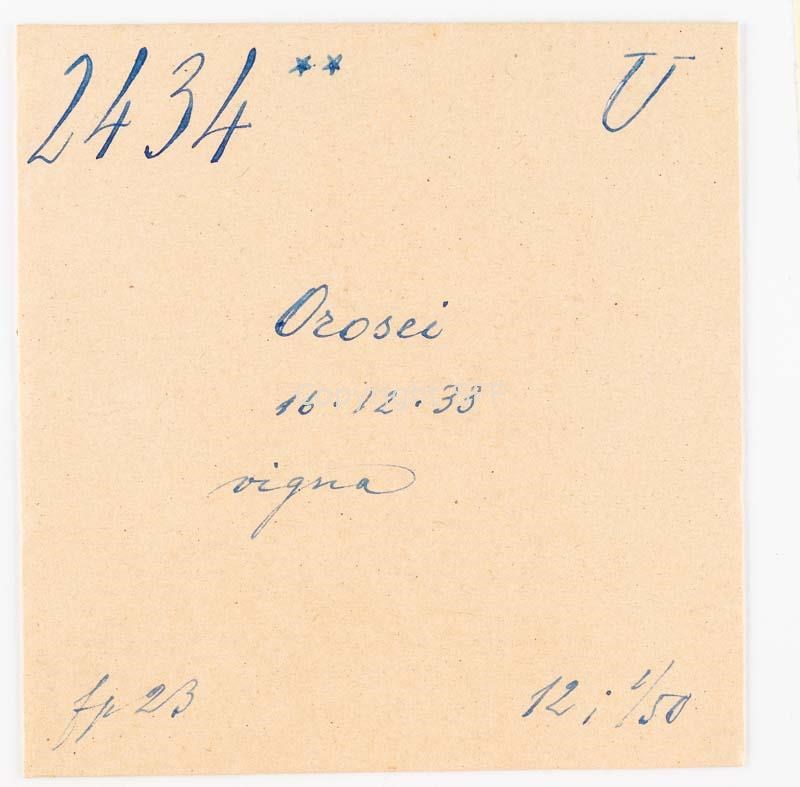 2434** U
Orosei
16.12.33
vigna
fp 23
12; 1/50